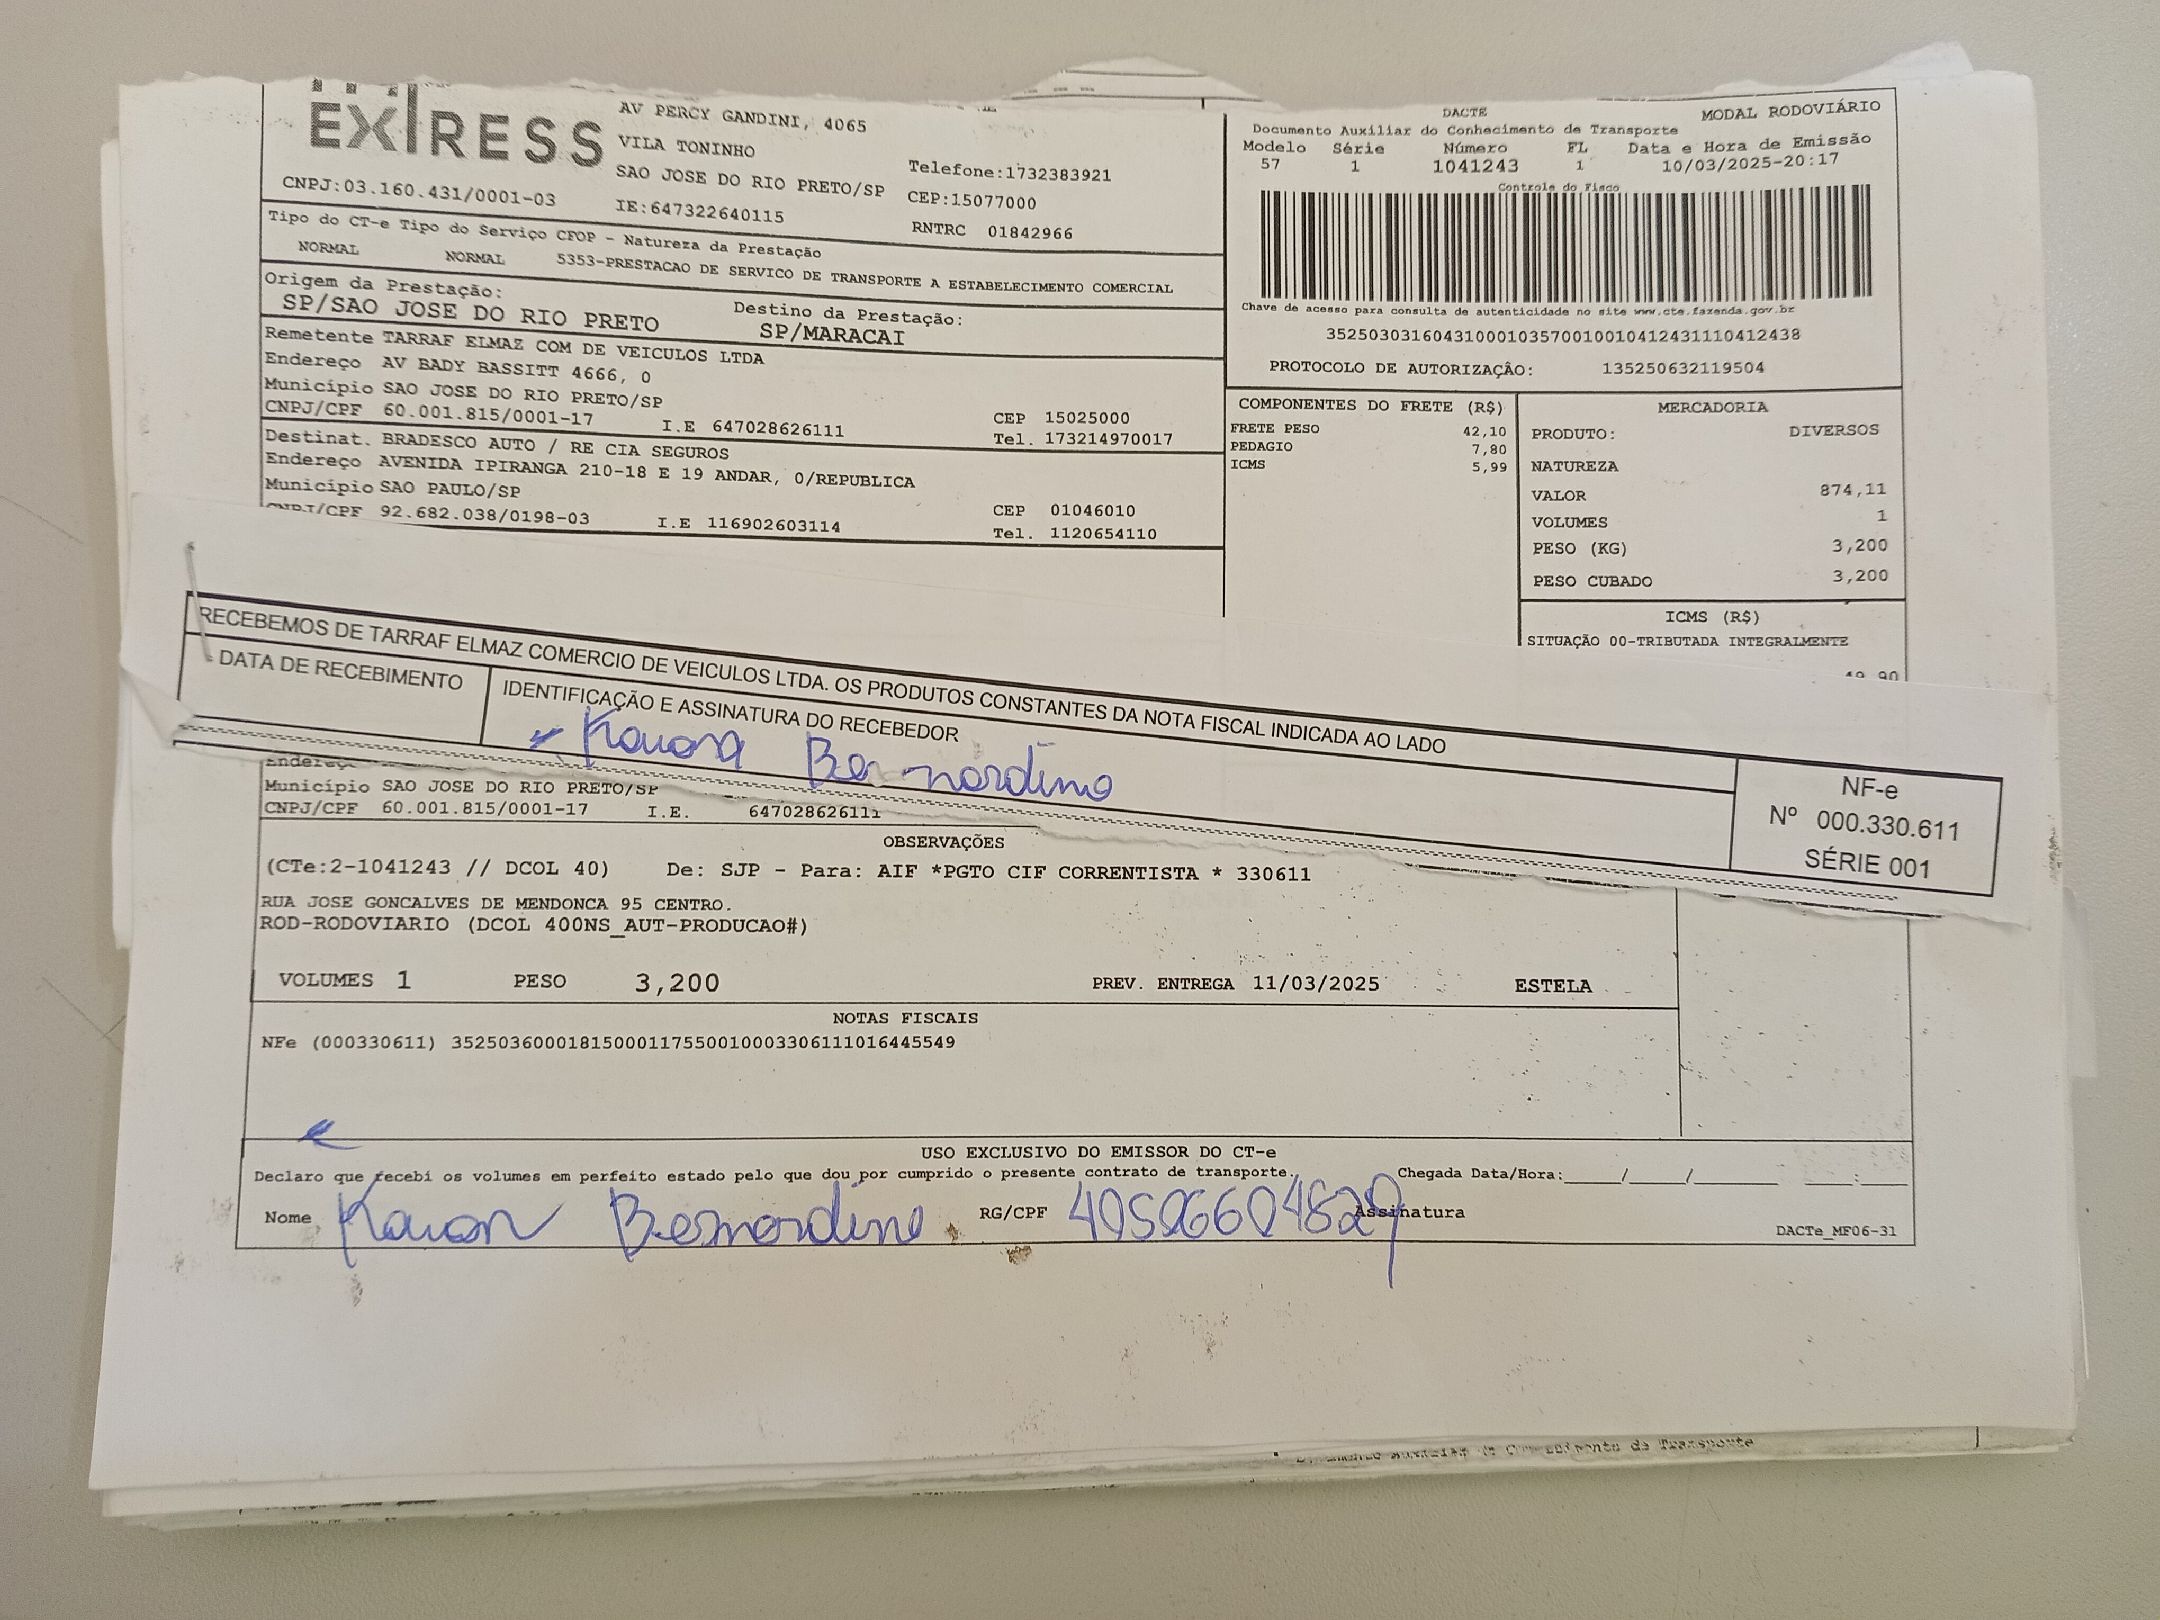 EXPRESS
AV PERCY GANDINI, 4065
VILA TONINHO
SAO JOSE DO RIO PRETO/SP
Telefone:1732383921
CEP:15077000
CNPJ:03.160.431/0001-03
IE:647322640115
RNTRC 01842966
Tipo do CT-e Tipo do Serviço CFOP - Natureza da Prestação
NORMAL NORMAL 5353-PRESTACAO DE SERVICO DE TRANSPORTE A ESTABELECIMENTO COMERCIAL
Origem da Prestação:
SP/SAO JOSE DO RIO PRETO
Destino da Prestação:
SP/MARACAI
Remetente TARRAF ELMAZ COM DE VEICULOS LTDA
Endereço AV BADY BASSITT 4666, 0
Município SAO JOSE DO RIO PRETO/SP
CEP 15025000
CNPJ/CPF 60.001.815/0001-17 I.E 647028626111
Tel. 173214970017
Destinat. BRADESCO AUTO / RE CIA SEGUROS
Endereço AVENIDA IPIRANGA 210-18 E 19 ANDAR, 0/REPUBLICA
Município SAO PAULO/SP
CEP 01046010
CNPJ/CPF 92.682.038/0198-03 I.E 116902603114
Tel. 1120654110
DACTE
MODAL RODOVIÁRIO
Documento Auxiliar do Conhecimento de Transporte
Modelo Série Número FL Data e Hora de Emissão
57 1 1041243 1 10/03/2025-20:17
Controle do Fisco
Chave de acesso para consulta de autenticidade no site www.cte.fazenda.gov.br
35250303160431000103570010010412431110412438
PROTOCOLO DE AUTORIZAÇÃO: 135250632119504
COMPONENTES DO FRETE (R$)
FRETE PESO 42,10
PEDAGIO 7,80
ICMS 5,99
MERCADORIA
PRODUTO: DIVERSOS
NATUREZA
VALOR 874,11
VOLUMES 1
PESO (KG) 3,200
PESO CUBADO 3,200
ICMS (R$)
SITUAÇÃO 00-TRIBUTADA INTEGRALMENTE
49,90
RECEBEMOS DE TARRAF ELMAZ COMERCIO DE VEICULOS LTDA. OS PRODUTOS CONSTANTES DA NOTA FISCAL INDICADA AO LADO
DATA DE RECEBIMENTO
IDENTIFICAÇÃO E ASSINATURA DO RECEBEDOR
Bernardino
NF-e
Nº 000.330.611
SÉRIE 001
Endereço
Município SAO JOSE DO RIO PRETO/SP
CNPJ/CPF 60.001.815/0001-17 I.E. 647028626111
OBSERVAÇÕES
(CTe:2-1041243 // DCOL 40) De: SJP - Para: AIF *PGTO CIF CORRENTISTA * 330611
RUA JOSE GONCALVES DE MENDONCA 95 CENTRO.
ROD-RODOVIARIO (DCOL 400NS_AUT-PRODUCAO#)
VOLUMES 1 PESO 3,200 PREV. ENTREGA 11/03/2025 ESTELA
NOTAS FISCAIS
NFe (000330611) 35250360001815000117550010003306111016445549
USO EXCLUSIVO DO EMISSOR DO CT-e
Declaro que recebi os volumes em perfeito estado pelo que dou por cumprido o presente contrato de transporte. Chegada Data/Hora:____/____/______ ____:____
Nome Kauan Bernardino RG/CPF Assinatura
DACTe_MF06-31
Auxiliar de Conhecimento de Transporte